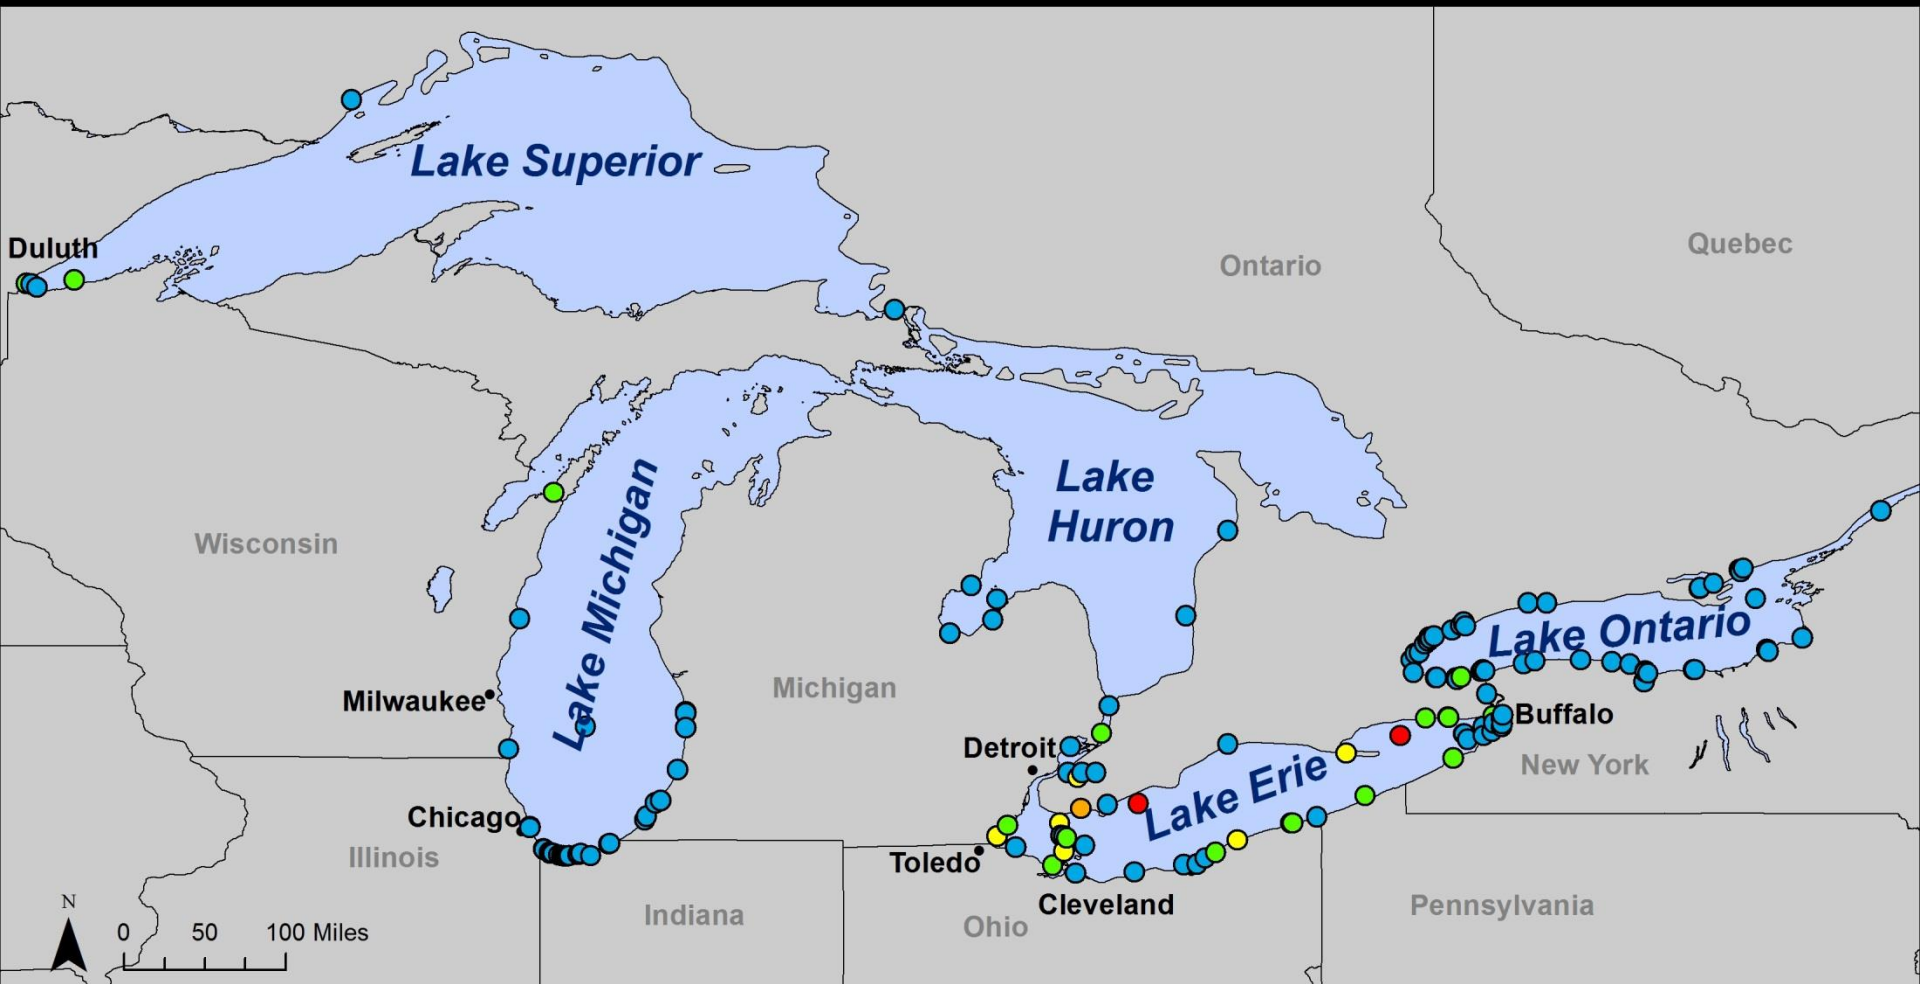 Lake Superior
Duluth
Quebec
Ontario
Lake
Huron
Lake Michigan
Wisconsin
Lake Ontario
Milwaukee
Michigan
Buffalo
Detroit
New York
Lake Erie
Chicago
Illinois
Toledo
Cleveland
Pennsylvania
Indiana
Ohio
N
0 50 100 Miles